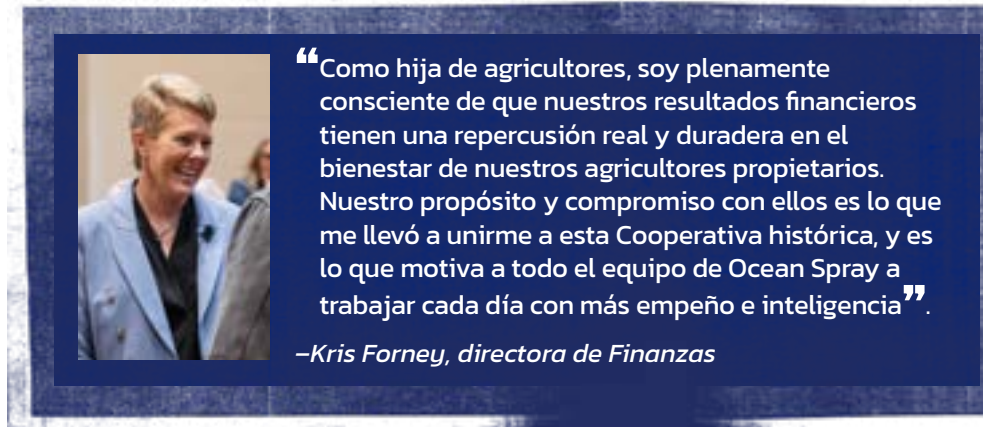 ❝Como hija de agricultores, soy plenamente
consciente de que nuestros resultados financieros
tienen una repercusión real y duradera en el
bienestar de nuestros agricultores propietarios.
Nuestro propósito y compromiso con ellos es lo que
me llevó a unirme a esta Cooperativa histórica, y es
lo que motiva a todo el equipo de Ocean Spray a
trabajar cada día con más empeño e inteligencia❞.
–Kris Forney, directora de Finanzas